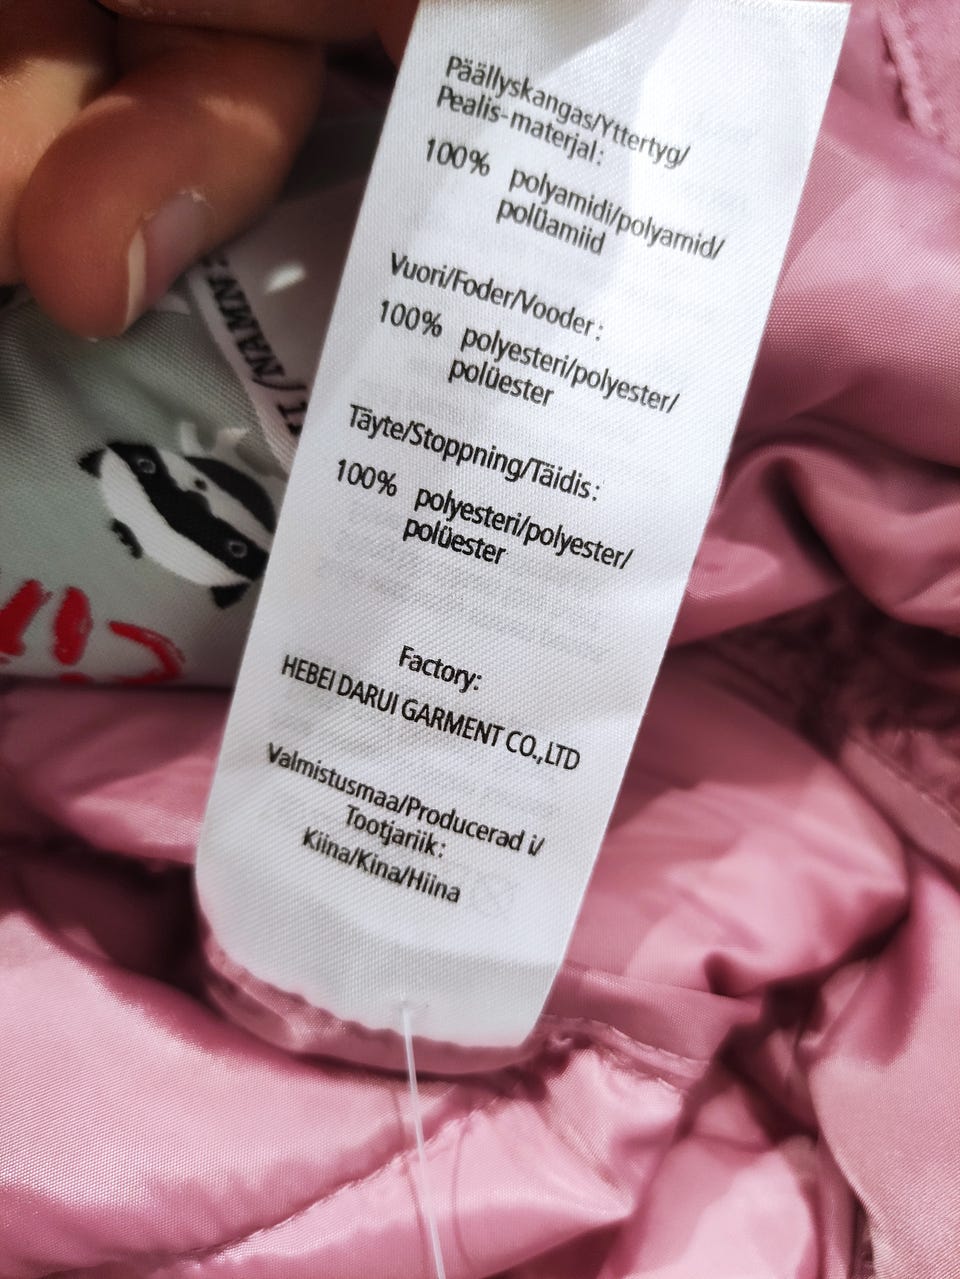 Päällyskangas/Yttertyg/
Pealis-materjal:
100% polyamidi/polyamid/
polüamiid
Vuori/Foder/Vooder:
100% polyesteri/polyester/
polüester
Täyte/Stoppning/Täidis:
100% polyesteri/polyester/
polüester
Factory:
HEBEI DARUI GARMENT CO.,LTD
Valmistusmaa/Producerad i/
Tootjariik:
Kiina/Kina/Hiina
/NAMN